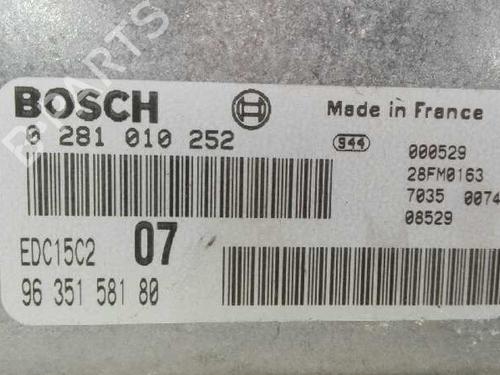 B-PARTS
BOSCH
Made in France
0 281 010 252
944
000529
28FM0163
7035 0074
08529
EDC15C2 07
96 351 581 80